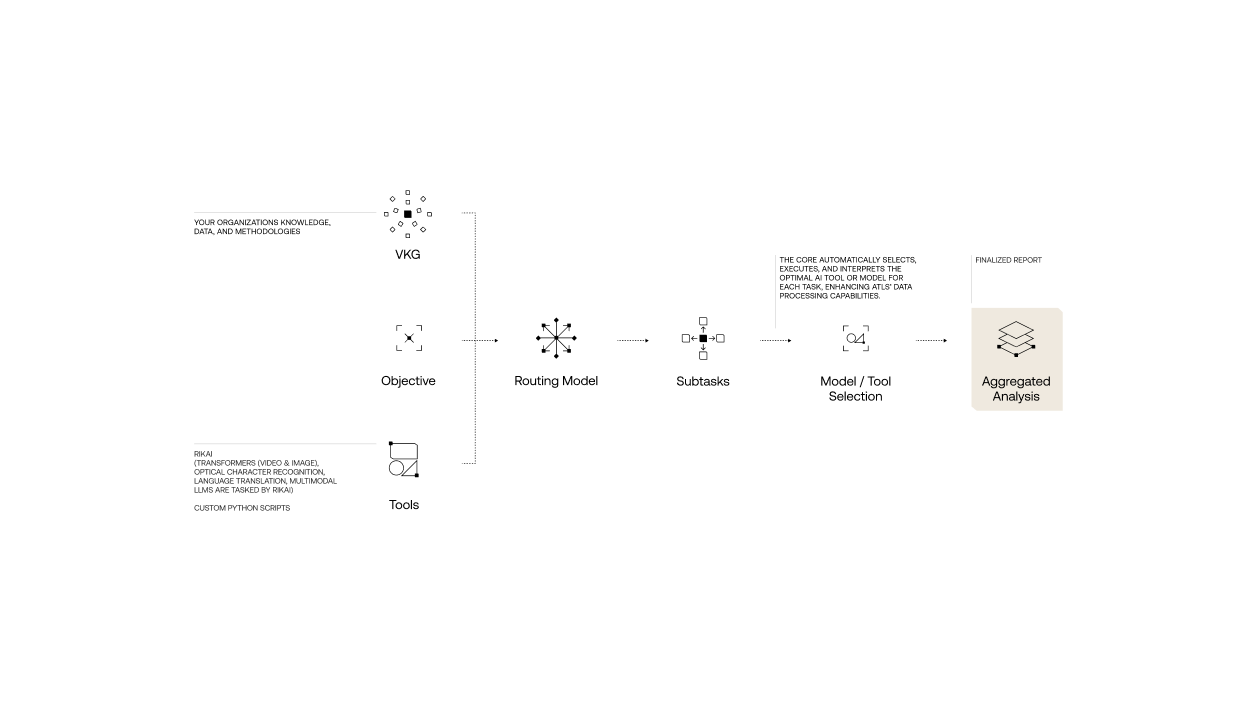 YOUR ORGANIZATIONS KNOWLEDGE,
DATA, AND METHODOLOGIES
VKG
Objective
RIKAI
(TRANSFORMERS (VIDEO & IMAGE),
OPTICAL CHARACTER RECOGNITION,
LANGUAGE TRANSLATION, MULTIMODAL
LLMS ARE TASKED BY RIKAI)
CUSTOM PYTHON SCRIPTS
Tools
Routing Model
Subtasks
THE CORE AUTOMATICALLY SELECTS,
EXECUTES, AND INTERPRETS THE
OPTIMAL AI TOOL OR MODEL FOR
EACH TASK, ENHANCING ATLS' DATA
PROCESSING CAPABILITIES.
Model / Tool
Selection
FINALIZED REPORT
Aggregated
Analysis